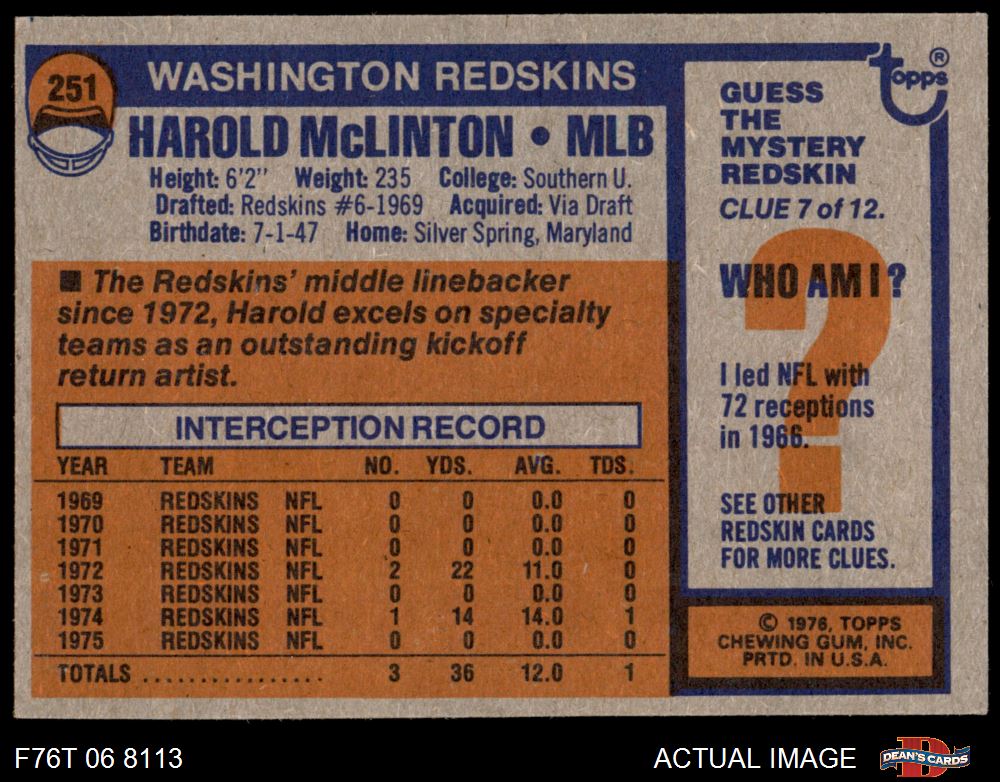 251
WASHINGTON REDSKINS
HAROLD McLINTON • MLB
Height: 6'2" Weight: 235 College: Southern U.
Drafted: Redskins #6-1969 Acquired: Via Draft
Birthdate: 7-1-47 Home: Silver Spring, Maryland
■ The Redskins' middle linebacker
since 1972, Harold excels on specialty
teams as an outstanding kickoff
return artist.
INTERCEPTION RECORD
YEAR TEAM NO. YDS. AVG. TDS.
1969 REDSKINS NFL 0 0 0.0 0
1970 REDSKINS NFL 0 0 0.0 0
1971 REDSKINS NFL 0 0 0.0 0
1972 REDSKINS NFL 2 22 11.0 0
1973 REDSKINS NFL 0 0 0.0 0
1974 REDSKINS NFL 1 14 14.0 1
1975 REDSKINS NFL 0 0 0.0 0
TOTALS ................ 3 36 12.0 1
topps ®
GUESS
THE
MYSTERY
REDSKIN
CLUE 7 of 12.
?
WHO AM I?
I led NFL with
72 receptions
in 1966.
SEE OTHER
REDSKIN CARDS
FOR MORE CLUES.
© 1976, TOPPS
CHEWING GUM, INC.
PRTD. IN U.S.A.
F76T 06 8113
ACTUAL IMAGE
DEAN'S CARDS